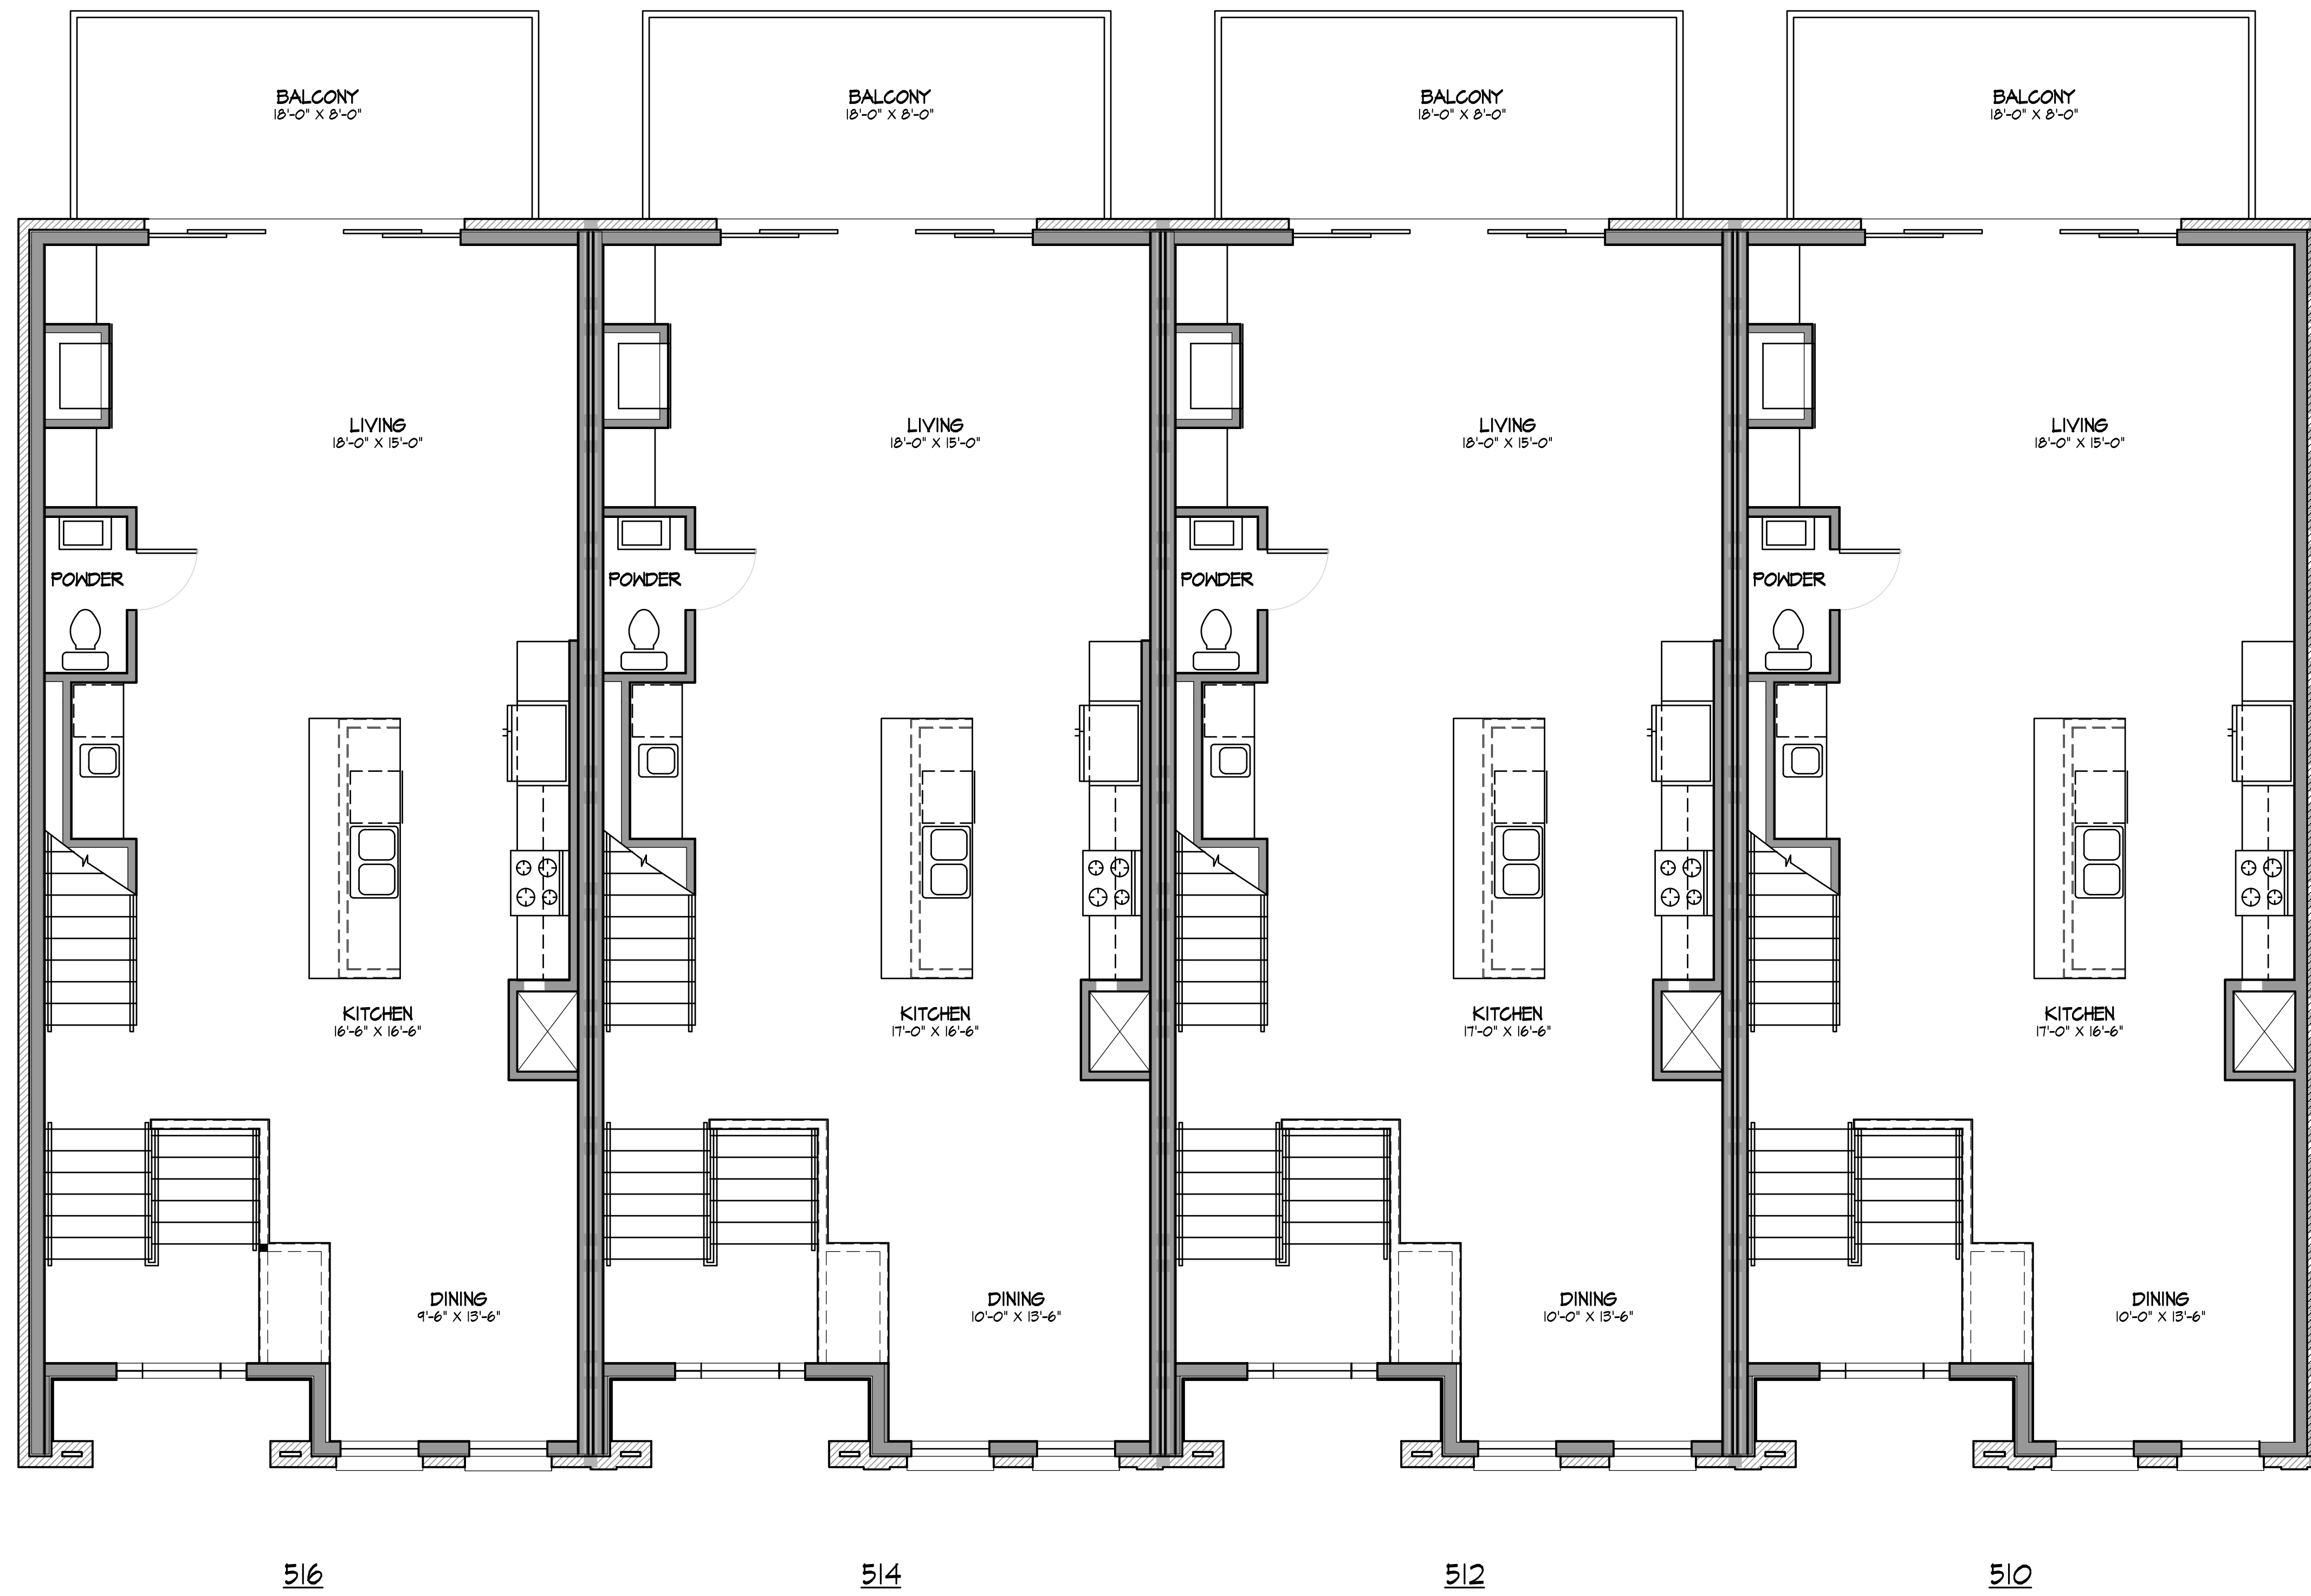 BALCONY
18'-0" X 8'-0"
BALCONY
18'-0" X 8'-0"
BALCONY
18'-0" X 8'-0"
BALCONY
18'-0" X 8'-0"
LIVING
18'-0" X 15'-0"
LIVING
18'-0" X 15'-0"
LIVING
18'-0" X 15'-0"
LIVING
18'-0" X 15'-0"
POWDER
POWDER
POWDER
POWDER
KITCHEN
16'-6" X 16'-6"
KITCHEN
17'-0" X 16'-6"
KITCHEN
17'-0" X 16'-6"
KITCHEN
17'-0" X 16'-6"
DINING
9'-6" X 13'-6"
DINING
10'-0" X 13'-6"
DINING
10'-0" X 13'-6"
DINING
10'-0" X 13'-6"
516
514
512
510